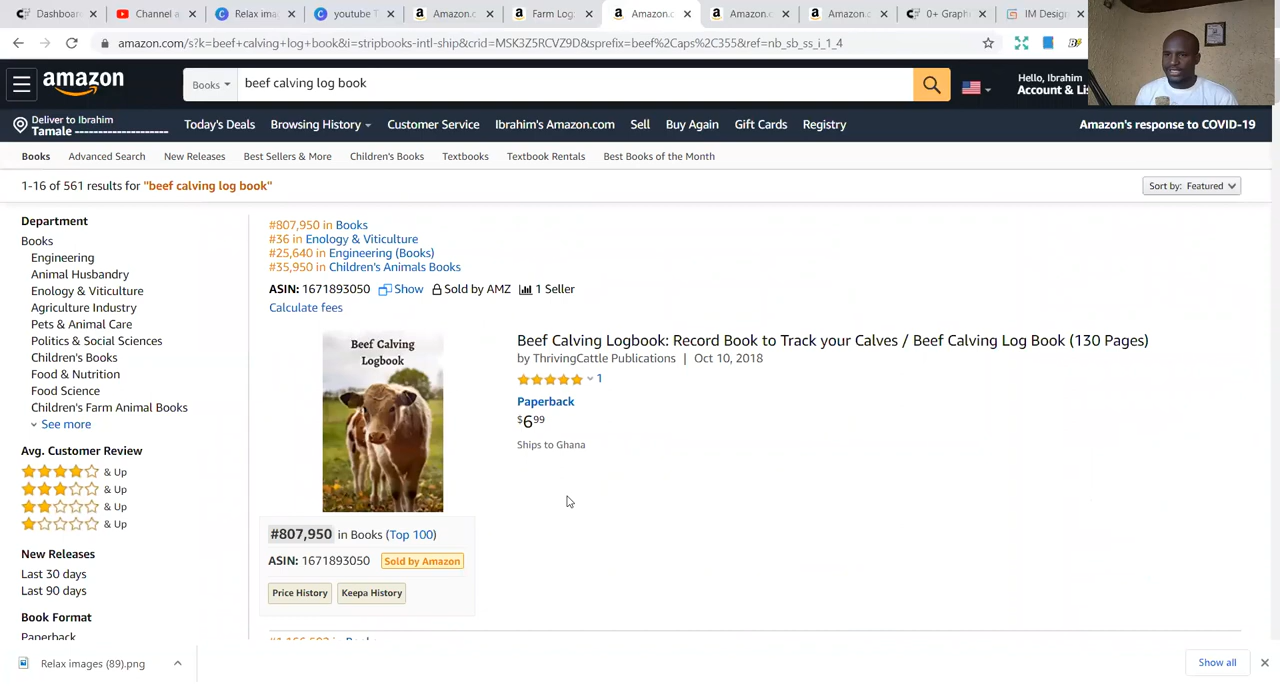 Dashboar
Channel a
Relax ima
youtube T
Amazon.c
Farm Log
Amazon.c
Amazon.c
Amazon.c
0+ Graph
IM Design
amazon.com/s?k=beef+calving+log+book&i=stripbooks-intl-ship&crid=MSK3Z5RCVZ9D&sprefix=beef%2Caps%2C355&ref=nb_sb_ss_i_1_4
amazon
Books
beef calving log book
Hello, Ibrahim
Account & Lis
Deliver to Ibrahim
Tamale
Today's Deals
Browsing History
Customer Service
Ibrahim's Amazon.com
Sell
Buy Again
Gift Cards
Registry
Amazon's response to COVID-19
Books
Advanced Search
New Releases
Best Sellers & More
Children's Books
Textbooks
Textbook Rentals
Best Books of the Month
1-16 of 561 results for "beef calving log book"
Sort by: Featured
Department
Books
Engineering
Animal Husbandry
Enology & Viticulture
Agriculture Industry
Pets & Animal Care
Politics & Social Sciences
Children's Books
Food & Nutrition
Food Science
Children's Farm Animal Books
See more
Avg. Customer Review
& Up
& Up
& Up
& Up
New Releases
Last 30 days
Last 90 days
Book Format
Paperback
#807,950 in Books
#36 in Enology & Viticulture
#25,640 in Engineering (Books)
#35,950 in Children's Animals Books
ASIN: 1671893050 Show Sold by AMZ 1 Seller
Calculate fees
Beef Calving
Logbook
Beef Calving Logbook: Record Book to Track your Calves / Beef Calving Log Book (130 Pages)
by ThrivingCattle Publications | Oct 10, 2018
1
Paperback
$6.99
Ships to Ghana
#807,950 in Books (Top 100)
ASIN: 1671893050 Sold by Amazon
Price History
Keepa History
Relax images (89).png
Show all